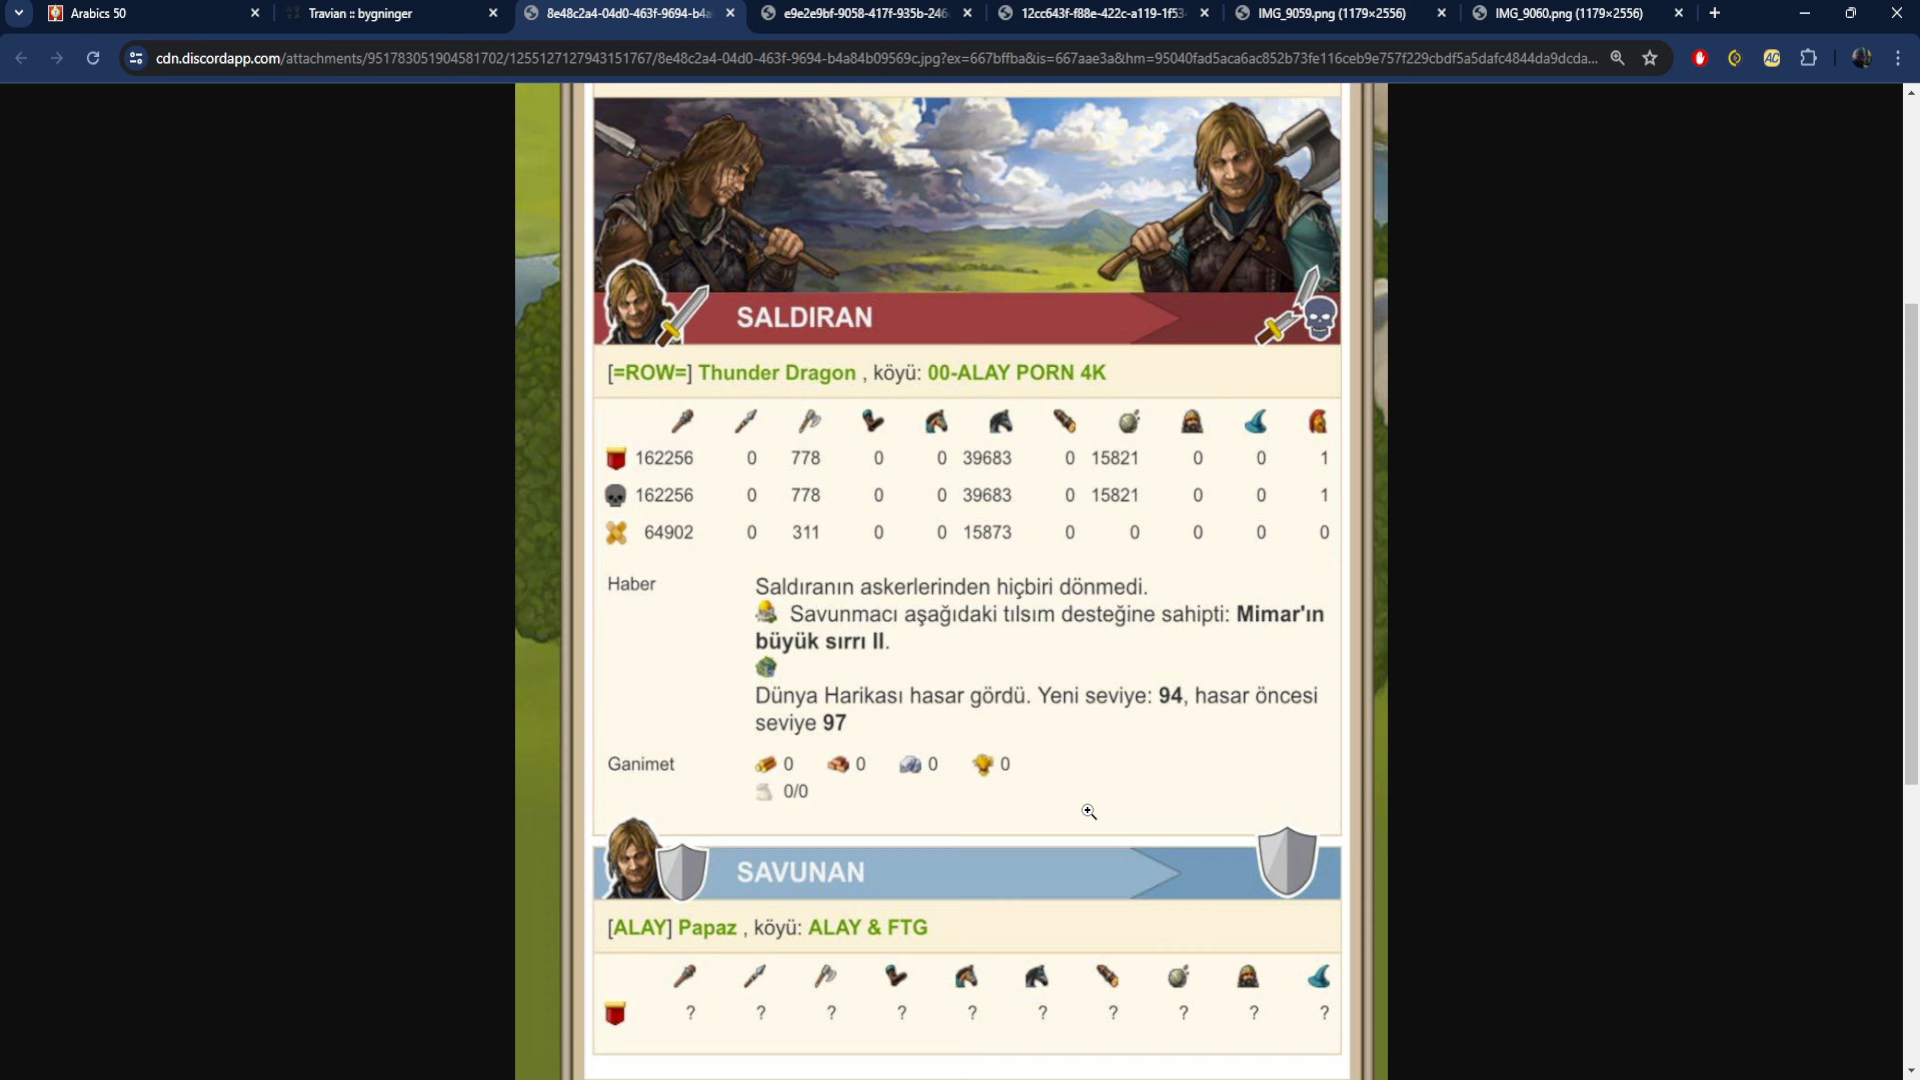 Arabics 50
Travian :: bygninger
8e48c2a4-04d0-463f-9694-b4a
e9e2e9bf-9058-417f-935b-246
12cc643f-f88e-422c-a119-1f53
IMG_9059.png (1179×2556)
IMG_9060.png (1179×2556)
cdn.discordapp.com/attachments/951783051904581702/1255127127943151767/8e48c2a4-04d0-463f-9694-b4a84b09569c.jpg?ex=667bffba&is=667aae3a&hm=95040fad5aca6ac852b73fe116ceb9e757f229cbdf5a5dafc4844da9dcda...
SALDIRAN
[=ROW=] Thunder Dragon , köyü: 00-ALAY PORN 4K
162256 0 778 0 0 39683 0 15821 0 0 1
162256 0 778 0 0 39683 0 15821 0 0 1
64902 0 311 0 0 15873 0 0 0 0 0
Haber
Saldıranın askerlerinden hiçbiri dönmedi.
Savunmacı aşağıdaki tılsım desteğine sahipti: Mimar'ın
büyük sırrı II.
Dünya Harikası hasar gördü. Yeni seviye: 94, hasar öncesi
seviye 97
Ganimet
0 0 0 0
0/0
SAVUNAN
[ALAY] Papaz , köyü: ALAY & FTG
? ? ? ? ? ? ? ? ? ?